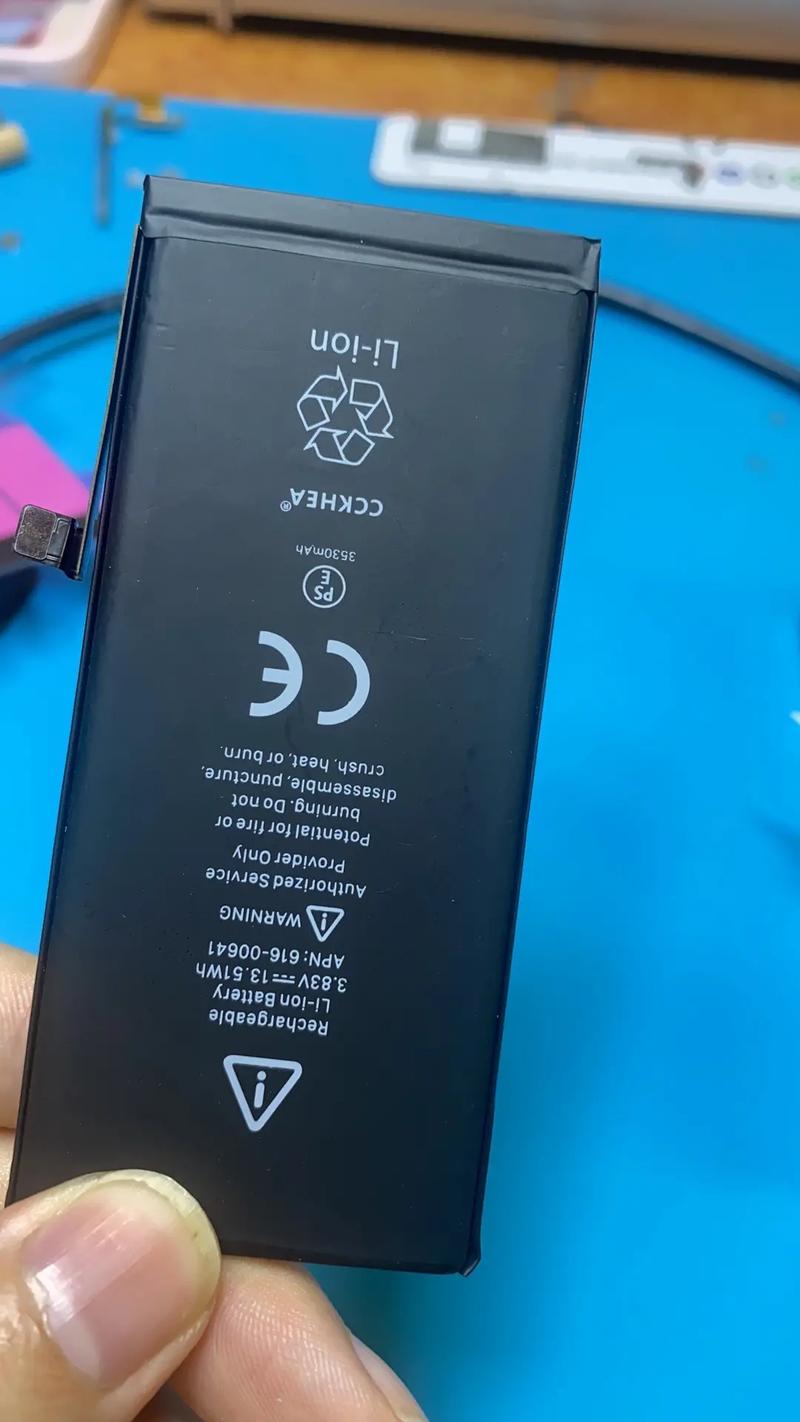 Rechargeable
Li-ion Battery
3.83V⎓13.51Wh
APN: 616-00641
WARNING
Authorized Service
Provider Only
Potential for fire or
burning. Do not
disassemble, puncture,
crush, heat, or burn.
CE
PS
E
3530mAh
CCKHEA®
Li-ion